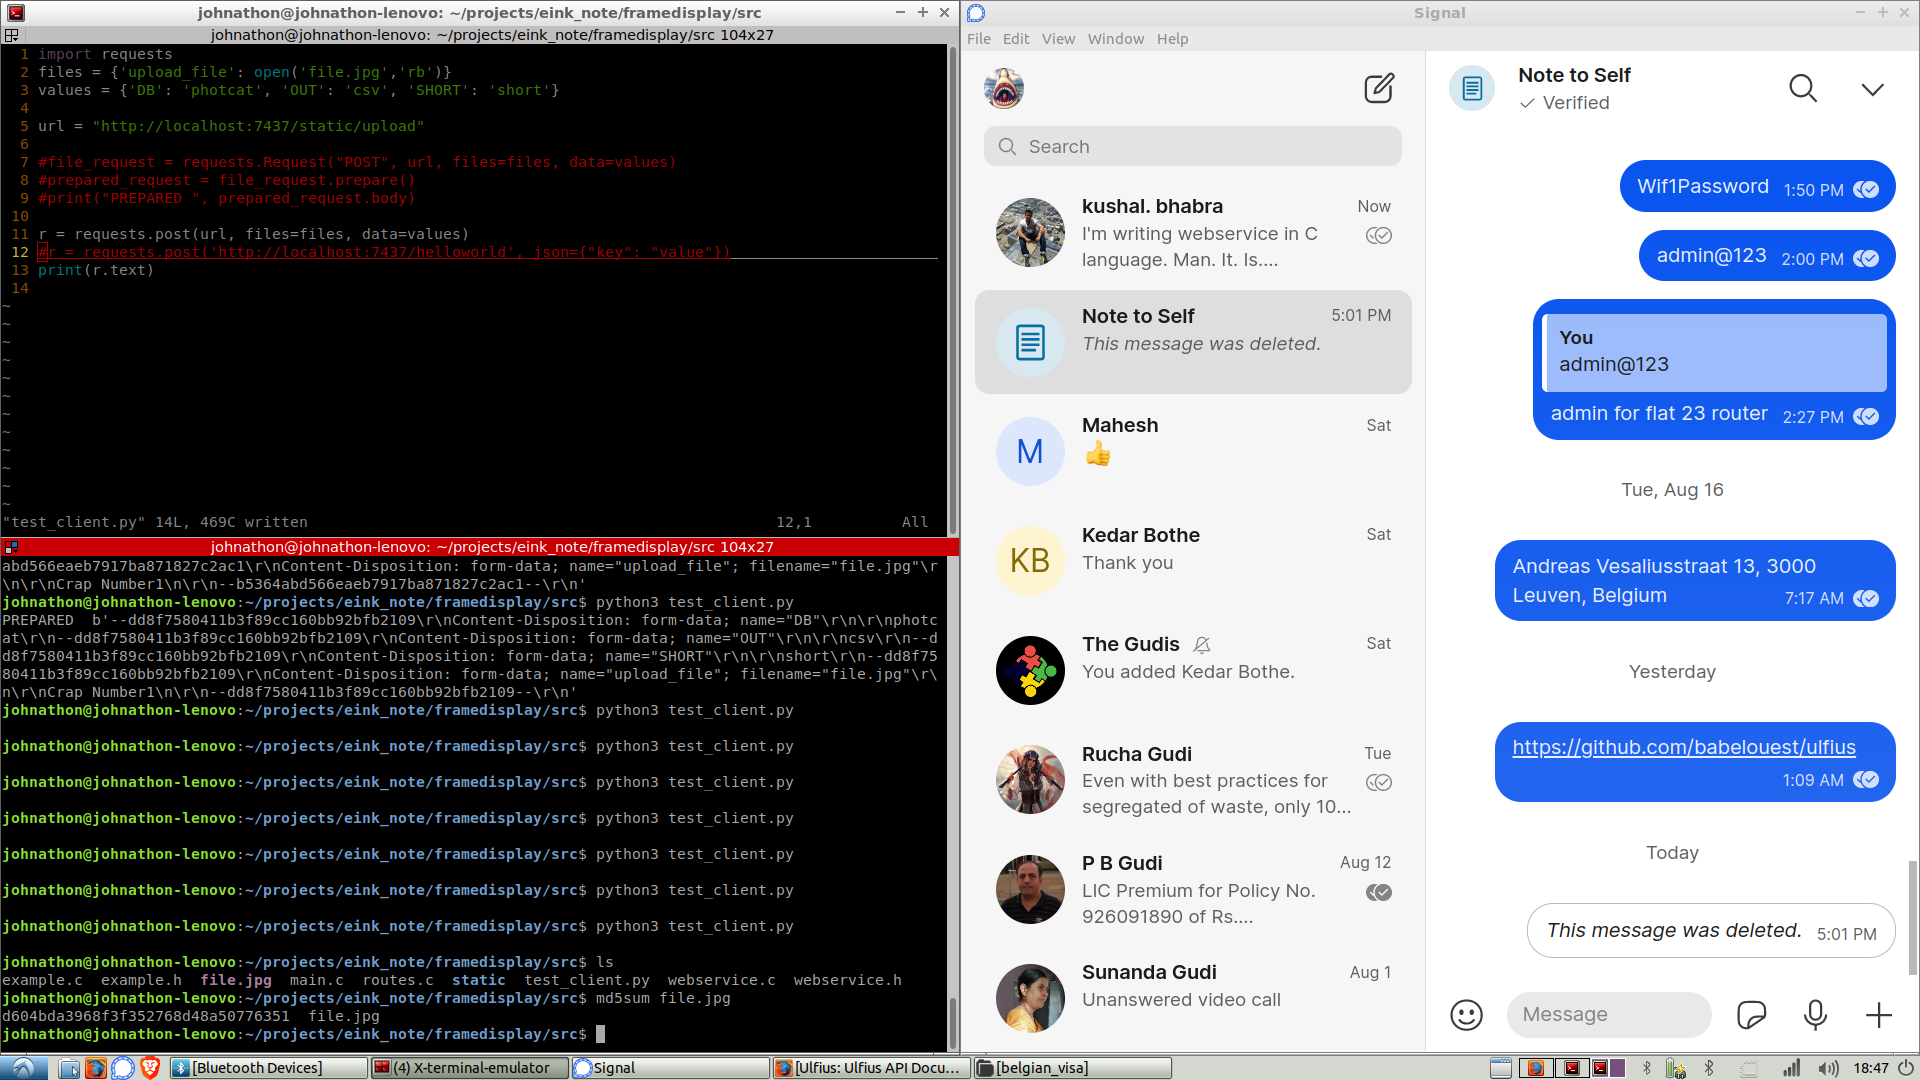 johnathon@johnathon-lenovo: ~/projects/eink_note/framedisplay/src
johnathon@johnathon-lenovo: ~/projects/eink_note/framedisplay/src 104x27
1 import requests
2 files = {'upload_file': open('file.jpg','rb')}
3 values = {'DB': 'photcat', 'OUT': 'csv', 'SHORT': 'short'}
4
5 url = "http://localhost:7437/static/upload"
6
7 #file_request = requests.Request("POST", url, files=files, data=values)
8 #prepared_request = file_request.prepare()
9 #print("PREPARED ", prepared_request.body)
10
11 r = requests.post(url, files=files, data=values)
12 #r = requests.post('http://localhost:7437/helloworld', json={"key": "value"})
13 print(r.text)
14
~
~
~
~
~
~
~
~
~
~
~
~
"test_client.py" 14L, 469C written 12,1 All
johnathon@johnathon-lenovo: ~/projects/eink_note/framedisplay/src 104x27
abd566eaeb7917ba871827c2ac1\r\nContent-Disposition: form-data; name="upload_file"; filename="file.jpg"\r
\n\r\nCrap Number1\n\r\n--b5364abd566eaeb7917ba871827c2ac1--\r\n'
johnathon@johnathon-lenovo:~/projects/eink_note/framedisplay/src$ python3 test_client.py
PREPARED  b'--dd8f7580411b3f89cc160bb92bfb2109\r\nContent-Disposition: form-data; name="DB"\r\n\r\nphotc
at\r\n--dd8f7580411b3f89cc160bb92bfb2109\r\nContent-Disposition: form-data; name="OUT"\r\n\r\ncsv\r\n--d
d8f7580411b3f89cc160bb92bfb2109\r\nContent-Disposition: form-data; name="SHORT"\r\n\r\nshort\r\n--dd8f75
80411b3f89cc160bb92bfb2109\r\nContent-Disposition: form-data; name="upload_file"; filename="file.jpg"\r\
n\r\nCrap Number1\n\r\n--dd8f7580411b3f89cc160bb92bfb2109--\r\n'
johnathon@johnathon-lenovo:~/projects/eink_note/framedisplay/src$ python3 test_client.py
johnathon@johnathon-lenovo:~/projects/eink_note/framedisplay/src$ python3 test_client.py
johnathon@johnathon-lenovo:~/projects/eink_note/framedisplay/src$ python3 test_client.py
johnathon@johnathon-lenovo:~/projects/eink_note/framedisplay/src$ python3 test_client.py
johnathon@johnathon-lenovo:~/projects/eink_note/framedisplay/src$ python3 test_client.py
johnathon@johnathon-lenovo:~/projects/eink_note/framedisplay/src$ python3 test_client.py
johnathon@johnathon-lenovo:~/projects/eink_note/framedisplay/src$ python3 test_client.py
johnathon@johnathon-lenovo:~/projects/eink_note/framedisplay/src$ ls
example.c  example.h  file.jpg  main.c  routes.c  static  test_client.py  webservice.c  webservice.h
johnathon@johnathon-lenovo:~/projects/eink_note/framedisplay/src$ md5sum file.jpg
d604bda3968f3f352768d48a50776351  file.jpg
johnathon@johnathon-lenovo:~/projects/eink_note/framedisplay/src$
Signal
File Edit View Window Help
Search
kushal. bhabra Now
I'm writing webservice in C
language. Man. It. Is....
Note to Self 5:01 PM
This message was deleted.
M
Mahesh Sat
👍
KB
Kedar Bothe Sat
Thank you
The Gudis Sat
You added Kedar Bothe.
Rucha Gudi Tue
Even with best practices for
segregated of waste, only 10...
P B Gudi Aug 12
LIC Premium for Policy No.
926091890 of Rs....
Sunanda Gudi Aug 1
Unanswered video call
Note to Self
Verified
Wif1Password 1:50 PM
admin@123 2:00 PM
You
admin@123
admin for flat 23 router 2:27 PM
Tue, Aug 16
Andreas Vesaliusstraat 13, 3000
Leuven, Belgium 7:17 AM
Yesterday
https://github.com/babelouest/ulfius
1:09 AM
Today
This message was deleted. 5:01 PM
Message
[Bluetooth Devices] (4) X-terminal-emulator Signal [Ulfius: Ulfius API Docu... [belgian_visa] 18:47